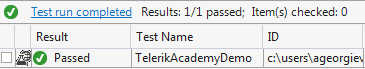 Test run completed Results: 1/1 passed; Item(s) checked: 0
Result Test Name ID
Passed TelerikAcademyDemo c:\users\ageorgiev